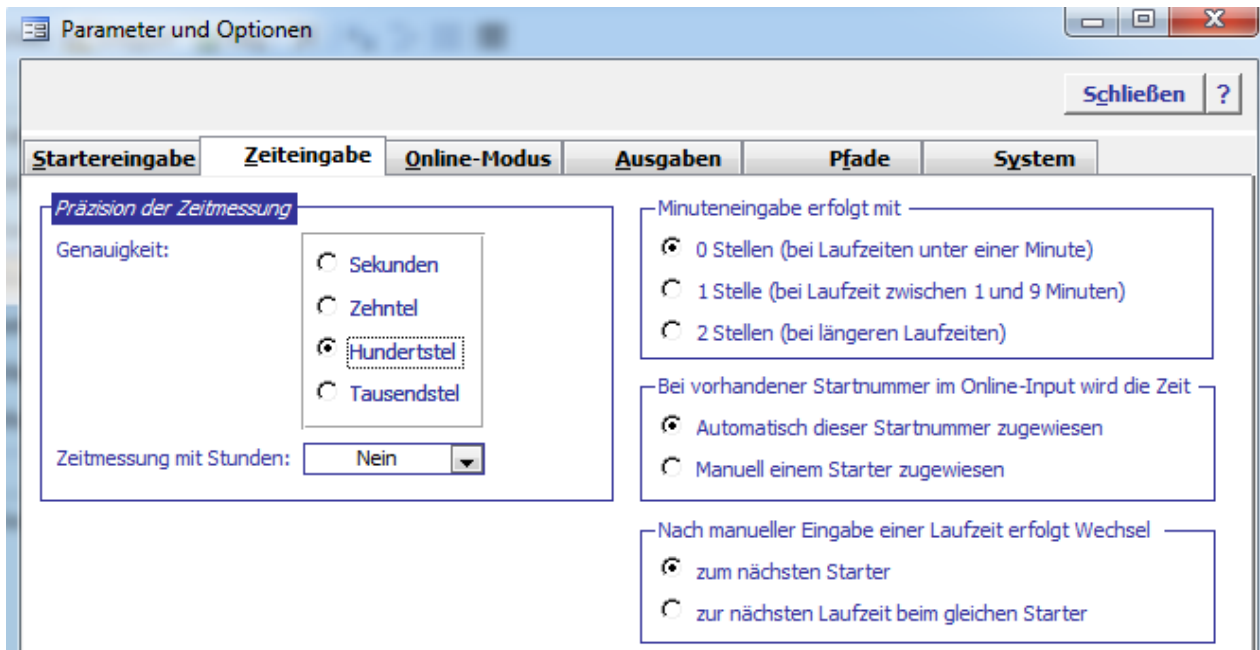 Parameter und Optionen
Schließen ?
Startereingabe Zeiteingabe Online-Modus Ausgaben Pfade System
Präzision der Zeitmessung
Genauigkeit:
Sekunden
Zehntel
Hundertstel
Tausendstel
Zeitmessung mit Stunden: Nein
Minuteneingabe erfolgt mit
0 Stellen (bei Laufzeiten unter einer Minute)
1 Stelle (bei Laufzeit zwischen 1 und 9 Minuten)
2 Stellen (bei längeren Laufzeiten)
Bei vorhandener Startnummer im Online-Input wird die Zeit
Automatisch dieser Startnummer zugewiesen
Manuell einem Starter zugewiesen
Nach manueller Eingabe einer Laufzeit erfolgt Wechsel
zum nächsten Starter
zur nächsten Laufzeit beim gleichen Starter